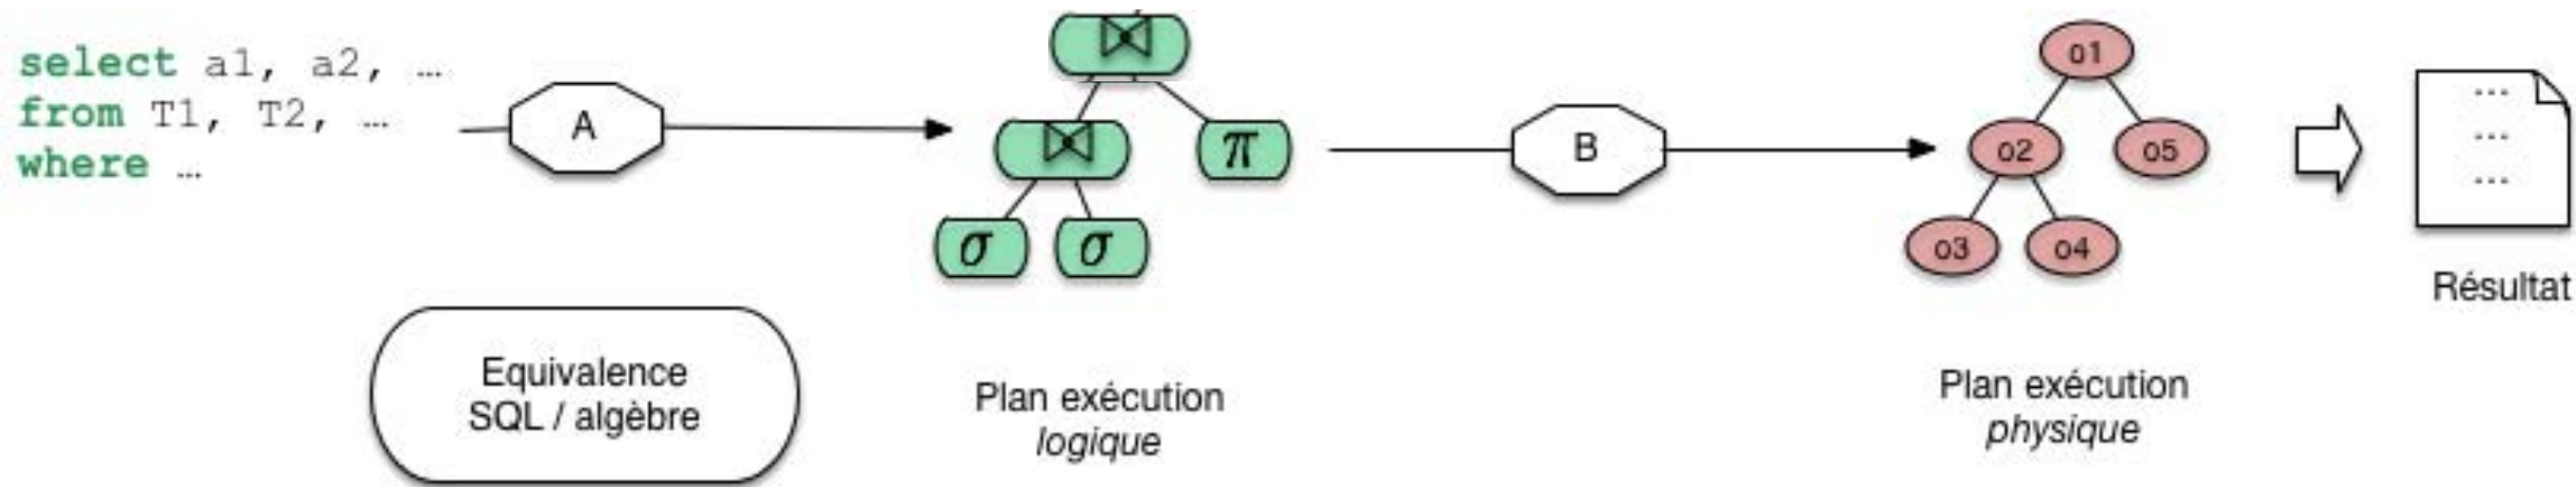 select a1, a2, …
from T1, T2, …
where …
A
⋈
⋈
π
σ
σ
B
o1
o2
o5
o3
o4
...
...
...
Résultat
Equivalence
SQL / algèbre
Plan exécution
logique
Plan exécution
physique